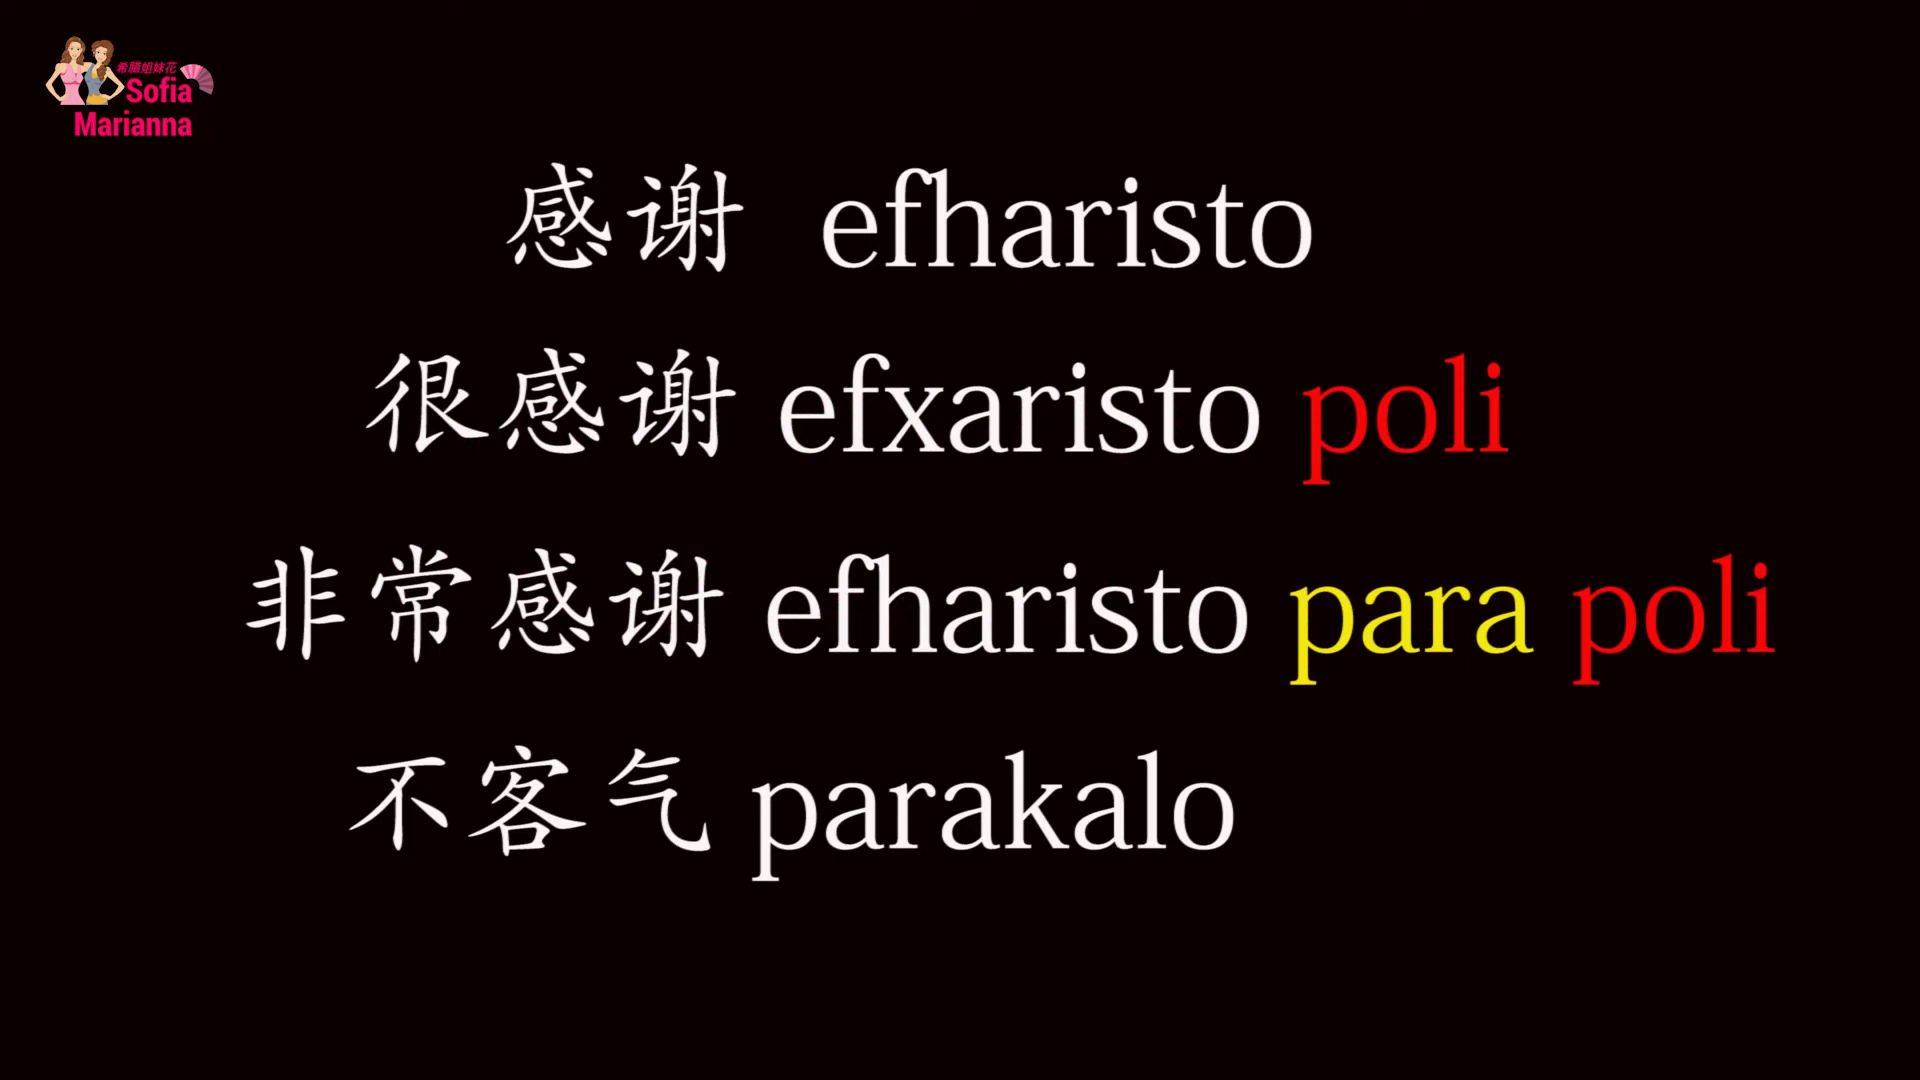 希腊姐妹花
Sofia
Marianna
感谢 efharisto
很感谢 efxaristo poli
非常感谢 efharisto para poli
不客气 parakalo